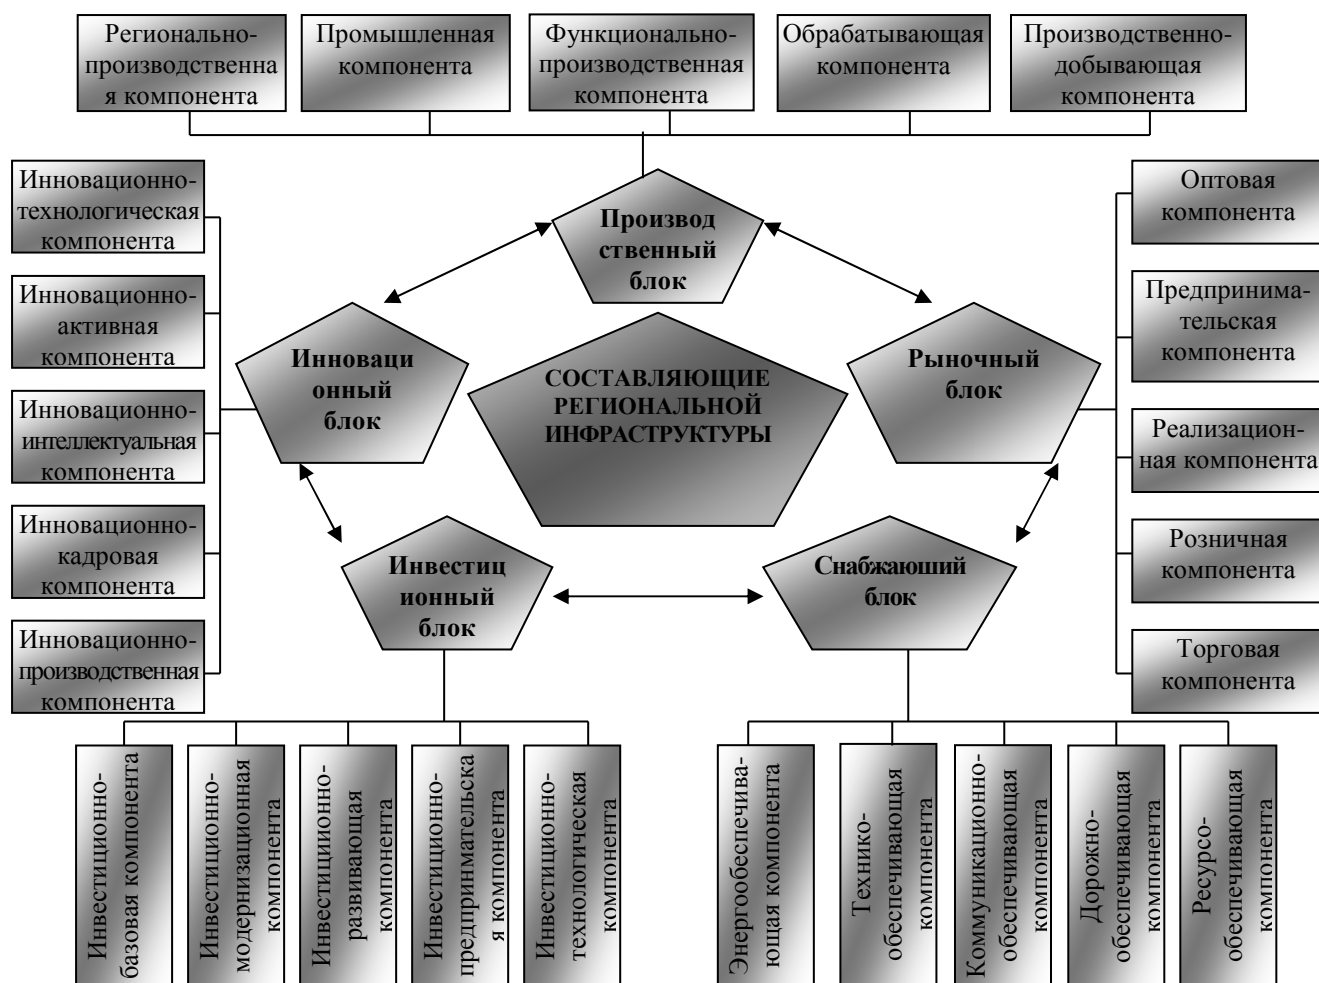 Регионально-
производственна
я компонента
Промышленная
компонента
Функционально-
производственная
компонента
Обрабатывающая
компонента
Производственно-
добывающая
компонента
Инновационно-
технологическая
компонента
Инновационно-
активная
компонента
Инновационно-
интеллектуальная
компонента
Инновационно-
кадровая
компонента
Инновационно-
производственная
компонента
Производ
ственный
блок
Инноваци
онный
блок
СОСТАВЛЯЮЩИЕ
РЕГИОНАЛЬНОЙ
ИНФРАСТРУКТУРЫ
Рыночный
блок
Инвестиц
ионный
блок
Снабжаюший
блок
Оптовая
компонента
Предпринима-
тельская
компонента
Реализацион-
ная компонента
Розничная
компонента
Торговая
компонента
Инвестиционно-
базовая компонента
Инвестиционно-
модернизационная
компонента
Инвестиционно-
развивающая
компонента
Инвестиционно-
предпринимательска
я компонента
Инвестиционно-
технологическая
компонента
Энергообеспечива-
ющая компонента
Технико-
обеспечивающая
компонента
Коммуникационно-
обеспечивающая
компонента
Дорожно-
обеспечивающая
компонента
Ресурсо-
обеспечивающая
компонента